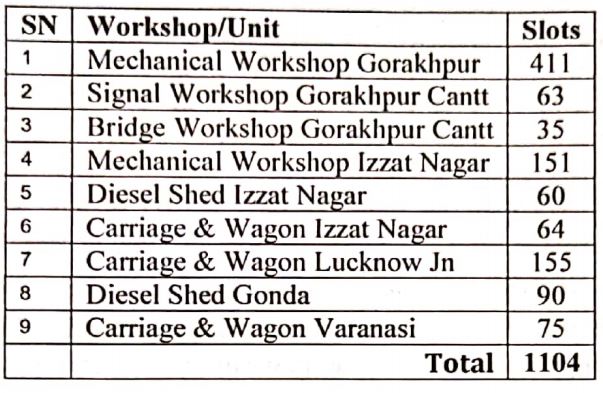 SN Workshop/Unit Slots
1 Mechanical Workshop Gorakhpur 411
2 Signal Workshop Gorakhpur Cantt 63
3 Bridge Workshop Gorakhpur Cantt 35
4 Mechanical Workshop Izzat Nagar 151
5 Diesel Shed Izzat Nagar 60
6 Carriage & Wagon Izzat Nagar 64
7 Carriage & Wagon Lucknow Jn 155
8 Diesel Shed Gonda 90
9 Carriage & Wagon Varanasi 75
Total 1104